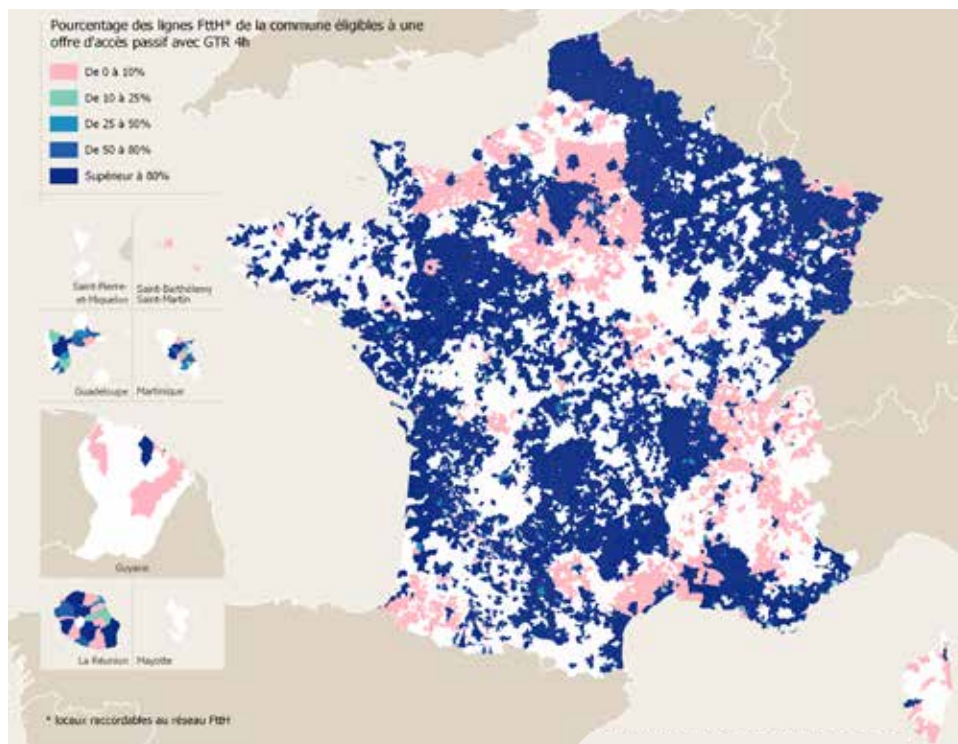 Pourcentage des lignes FttH* de la commune éligibles à une
offre d'accès passif avec GTR 4h
De 0 à 10%
De 10 à 25%
De 25 à 50%
De 50 à 80%
Supérieur à 80%
Saint-Pierre
et-Miquelon
Saint-Barthélemy
Saint-Martin
Guadeloupe
Martinique
Guyane
La Réunion
Mayotte
* locaux raccordables au réseau FttH